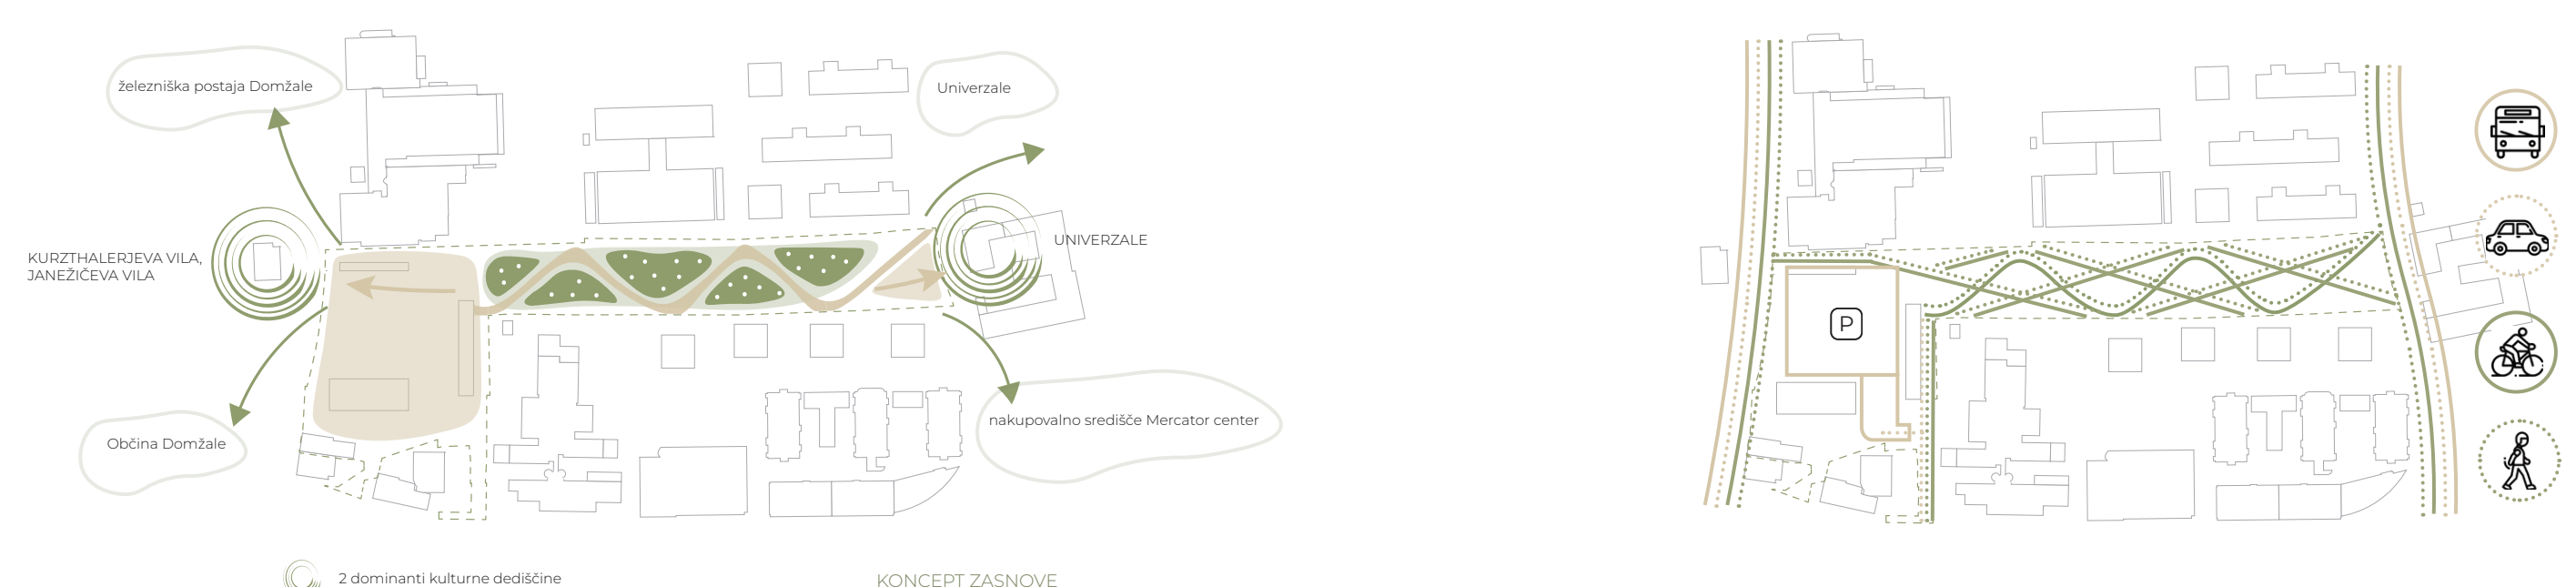 železniška postaja Domžale
Univerzale
KURZTHALERJEVA VILA,
JANEŽIČEVA VILA
UNIVERZALE
Občina Domžale
nakupovalno središče Mercator center
P
2 dominanti kulturne dediščine
KONCEPT ZASNOVE